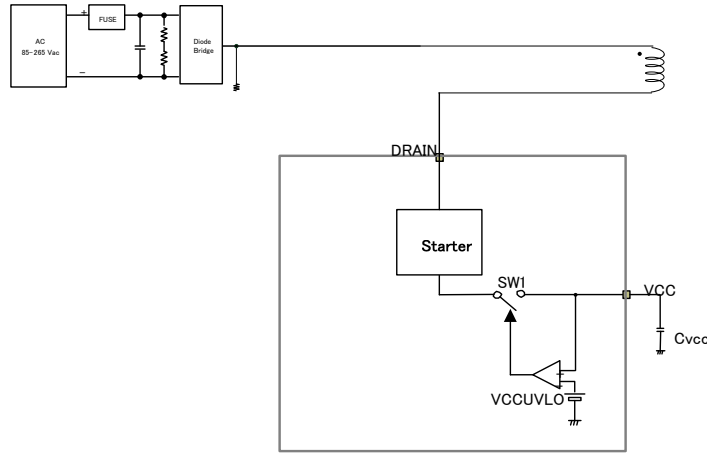 +
FUSE
AC
85-265 Vac
Diode
Bridge
-
DRAIN
Starter
SW1
VCC
Cvcc
+
VCCUVLO